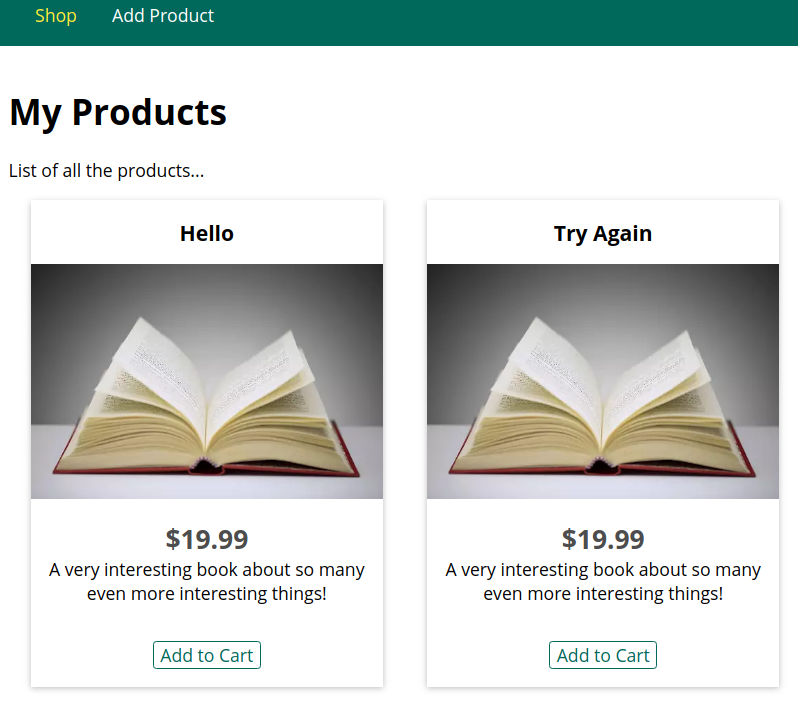 Shop Add Product
My Products
List of all the products...
Hello
Try Again
$19.99
A very interesting book about so many
even more interesting things!
Add to Cart
$19.99
A very interesting book about so many
even more interesting things!
Add to Cart